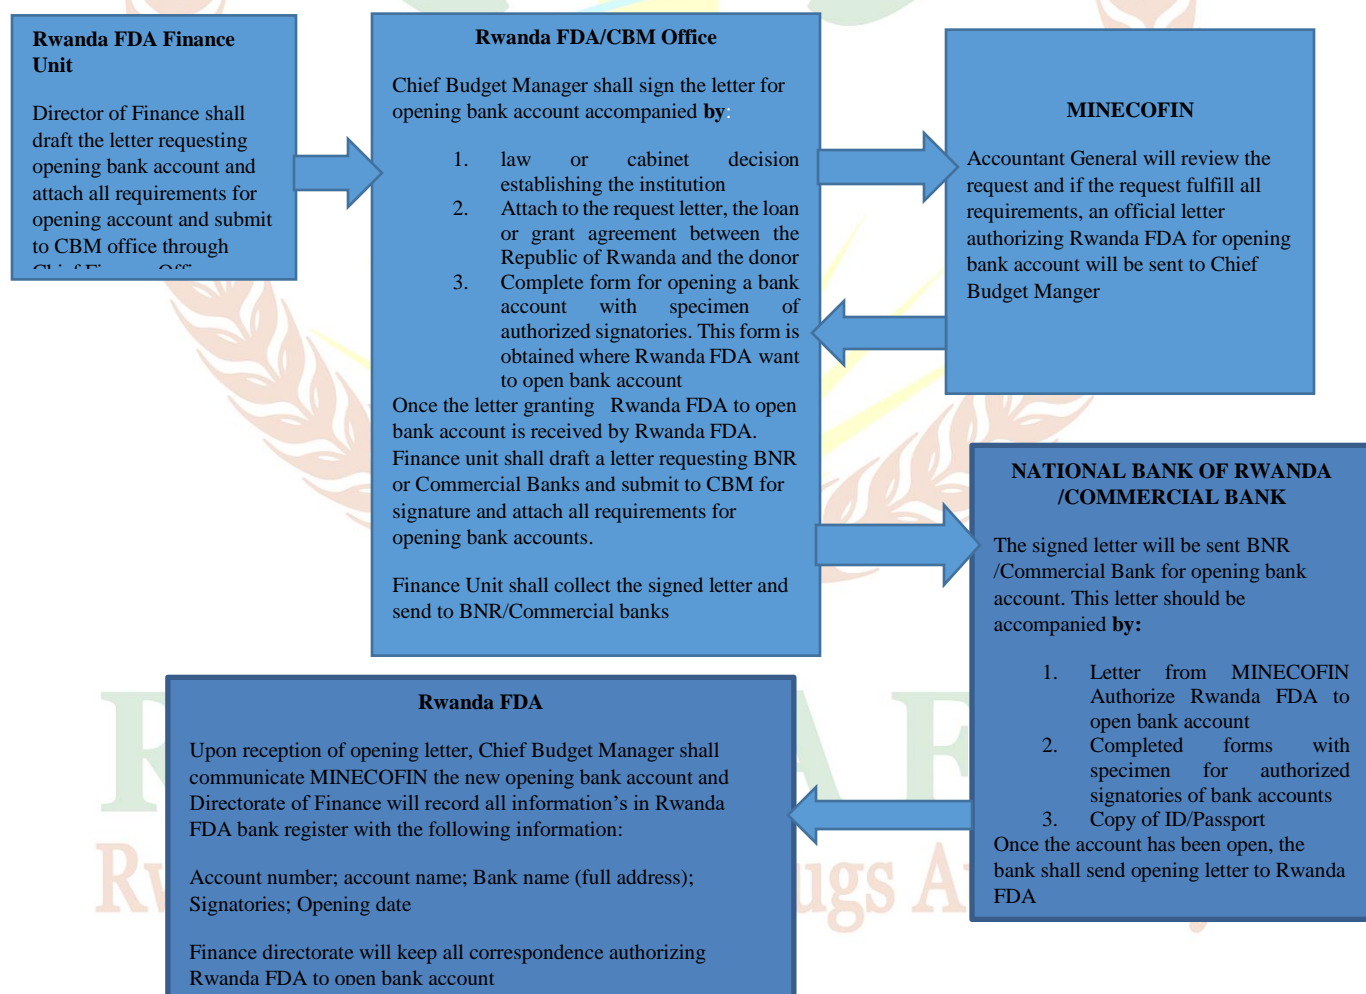 Rwanda FDA Finance
Unit
Director of Finance shall
draft the letter requesting
opening bank account and
attach all requirements for
opening account and submit
to CBM office through
Rwanda FDA/CBM Office
Chief Budget Manager shall sign the letter for
opening bank account accompanied by:
1. law or cabinet decision
establishing the institution
2. Attach to the request letter, the loan
or grant agreement between the
Republic of Rwanda and the donor
3. Complete form for opening a bank
account with specimen of
authorized signatories. This form is
obtained where Rwanda FDA want
to open bank account
Once the letter granting Rwanda FDA to open
bank account is received by Rwanda FDA.
Finance unit shall draft a letter requesting BNR
or Commercial Banks and submit to CBM for
signature and attach all requirements for
opening bank accounts.
Finance Unit shall collect the signed letter and
send to BNR/Commercial banks
MINECOFIN
Accountant General will review the
request and if the request fulfill all
requirements, an official letter
authorizing Rwanda FDA for opening
bank account will be sent to Chief
Budget Manger
NATIONAL BANK OF RWANDA
/COMMERCIAL BANK
The signed letter will be sent BNR
/Commercial Bank for opening bank
account. This letter should be
accompanied by:
1. Letter from MINECOFIN
Authorize Rwanda FDA to
open bank account
2. Completed forms with
specimen for authorized
signatories of bank accounts
3. Copy of ID/Passport
Once the account has been open, the
bank shall send opening letter to Rwanda
FDA
Rwanda FDA
Upon reception of opening letter, Chief Budget Manager shall
communicate MINECOFIN the new opening bank account and
Directorate of Finance will record all information’s in Rwanda
FDA bank register with the following information:
Account number; account name; Bank name (full address);
Signatories; Opening date
Finance directorate will keep all correspondence authorizing
Rwanda FDA to open bank account